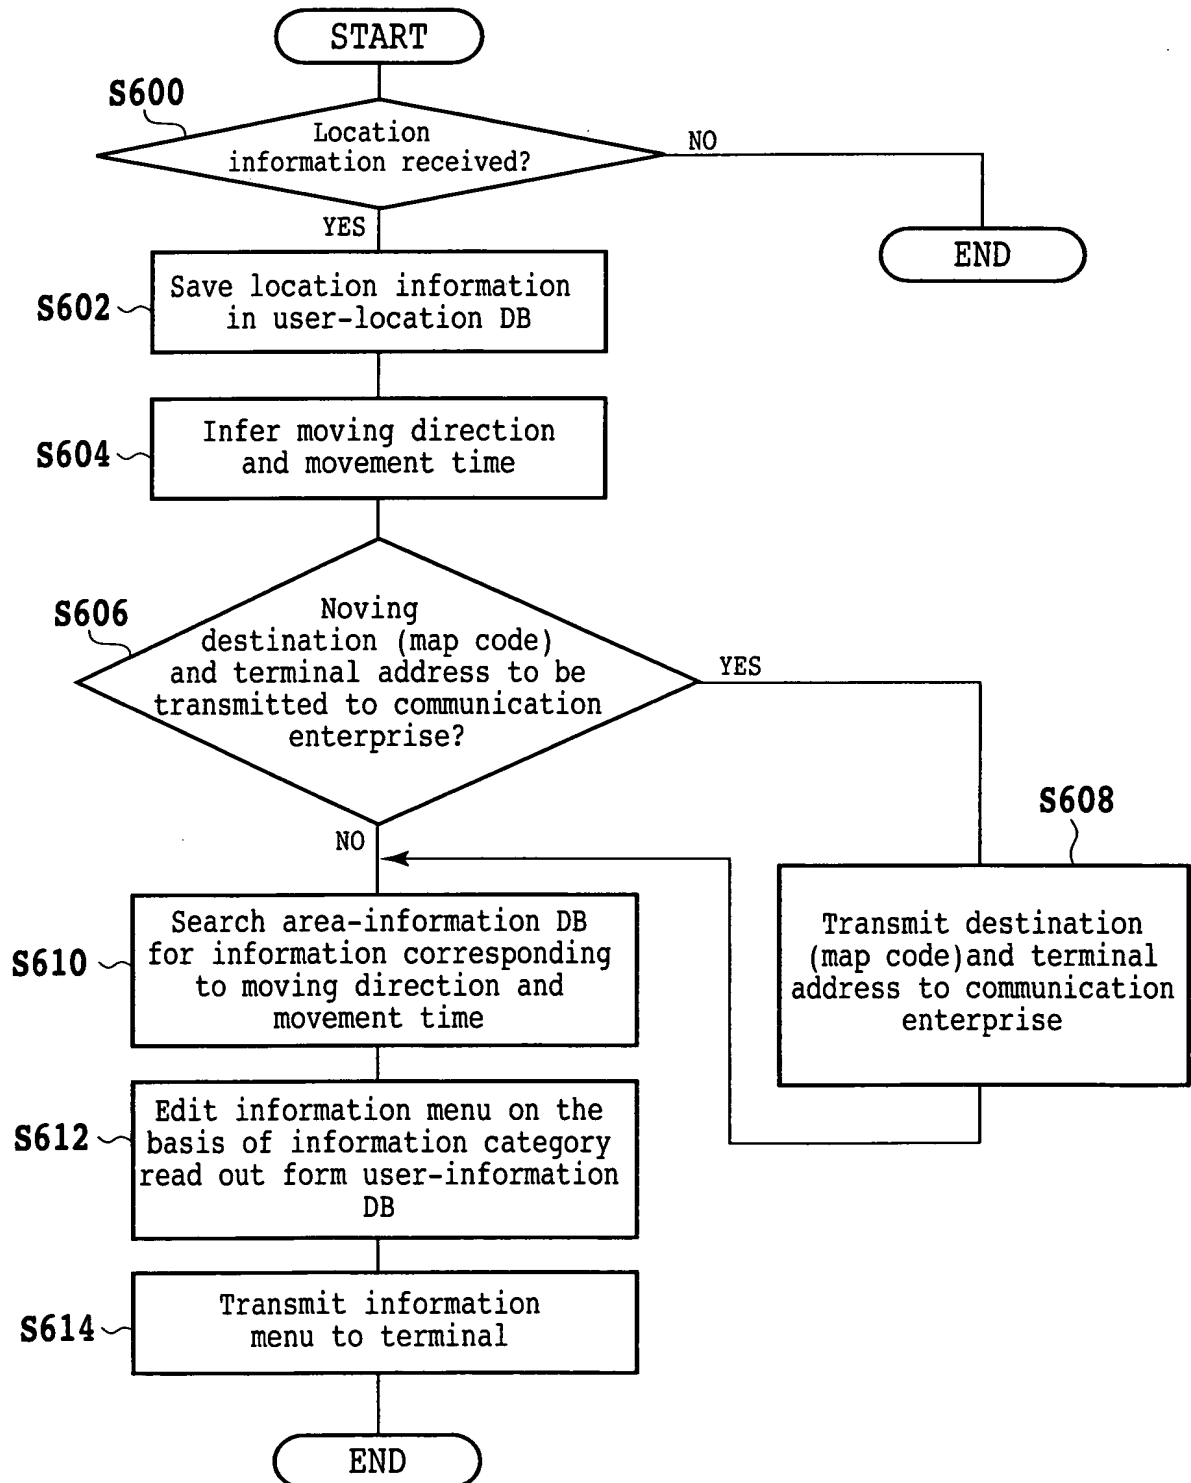 START
S600
Location
information received?
NO
YES
END
S602
Save location information
in user-location DB
S604
Infer moving direction
and movement time
S606
Noving
destination (map code)
and terminal address to be
transmitted to communication
enterprise?
YES
NO
S608
Transmit destination
(map code)and terminal
address to communication
enterprise
S610
Search area-information DB
for information corresponding
to moving direction and
movement time
S612
Edit information menu on the
basis of information category
read out form user-information
DB
S614
Transmit information
menu to terminal
END